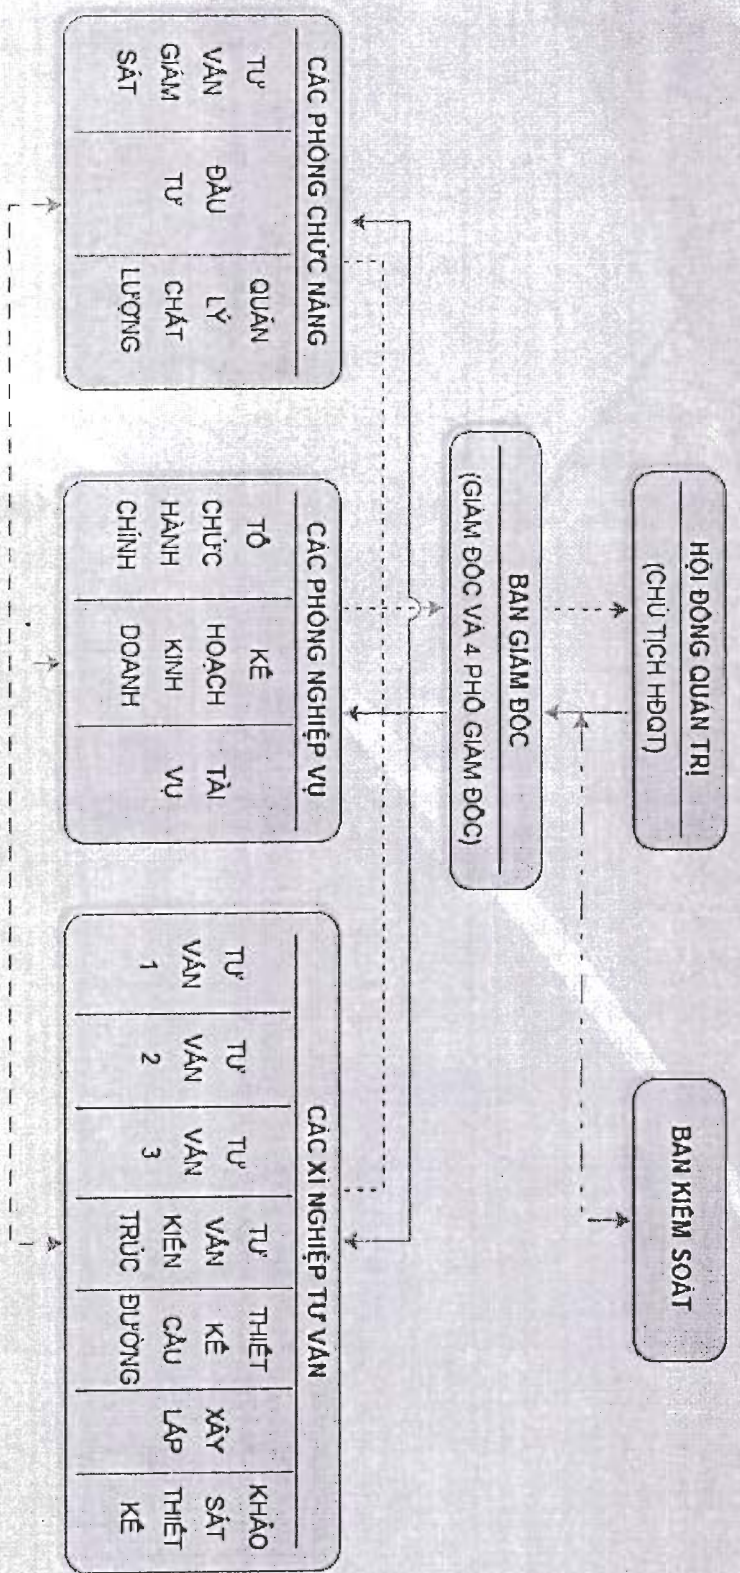 HỘI ĐỒNG QUẢN TRỊ
(CHỦ TỊCH HĐQT)
BAN KIỂM SOÁT
BAN GIÁM ĐỐC
(GIÁM ĐỐC VÀ 4 PHÓ GIÁM ĐỐC)
CÁC PHÒNG CHỨC NĂNG
TƯ
VẤN
GIÁM
SÁT
ĐẦU
TƯ
QUẢN
LÝ
CHẤT
LƯỢNG
CÁC PHÒNG NGHIỆP VỤ
TỔ
CHỨC
HÀNH
CHÍNH
KẾ
HOẠCH
KINH
DOANH
TÀI
VỤ
CÁC XÍ NGHIỆP TƯ VẤN
TƯ
VẤN
1
TƯ
VẤN
2
TƯ
VẤN
3
TƯ
VẤN
KIẾN
TRÚC
THIẾT
KẾ
CẦU
ĐƯỜNG
XÂY
LẮP
KHẢO
SÁT
THIẾT
KẾ